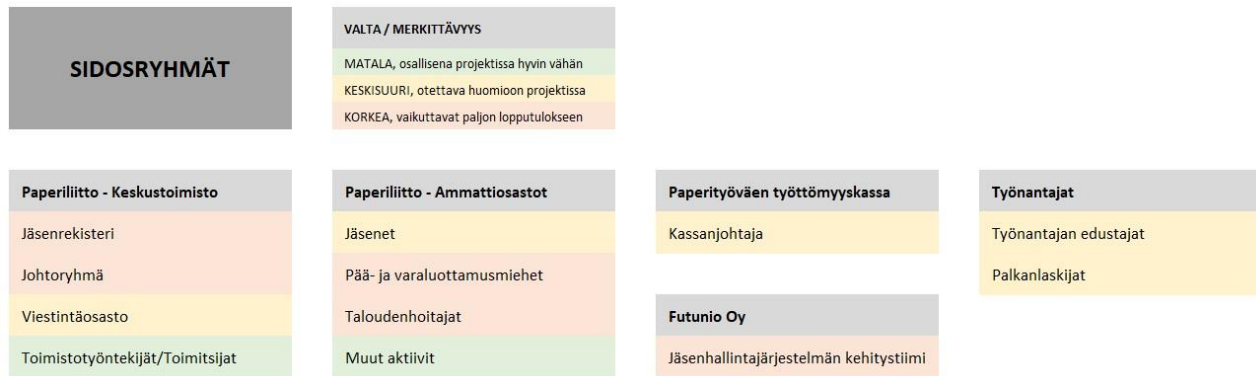 SIDOSRYHMÄT
VALTA / MERKITTÄVYYS
MATALA, osallisena projektissa hyvin vähän
KESKISUURI, otettava huomioon projektissa
KORKEA, vaikuttavat paljon lopputulokseen
Paperiliitto - Keskustoimisto
Jäsenrekisteri
Johtoryhmä
Viestintäosasto
Toimistotyöntekijät/Toimitsijat
Paperiliitto - Ammattiosastot
Jäsenet
Pää- ja varaluottamusmiehet
Taloudenhoitajat
Muut aktiivit
Paperityöväen työttömyyskassa
Kassanjohtaja
Futunio Oy
Jäsenhallintajärjestelmän kehitystiimi
Työnantajat
Työnantajan edustajat
Palkanlaskijat